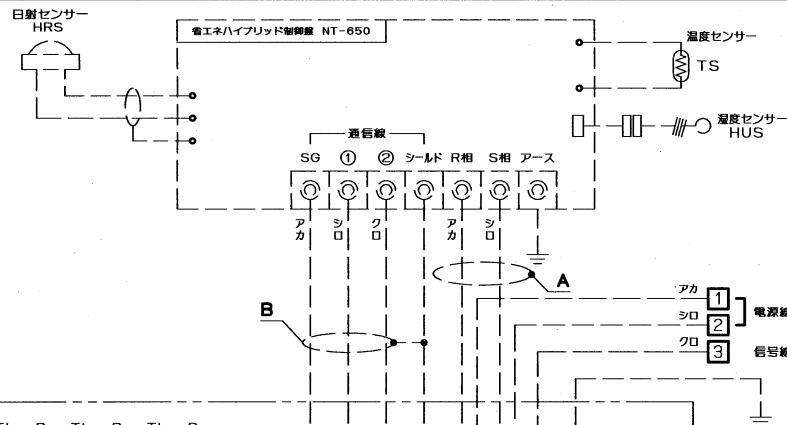 日射センサー
HRS
省エネハイブリッド制御盤 NT-650
温度センサー
TS
湿度センサー
HUS
通信線
SG ① ② シールド R相 S相 アース
アカ シロ クロ アカ シロ
A
B
アカ 1
シロ 2
電源線
クロ 3 信号線